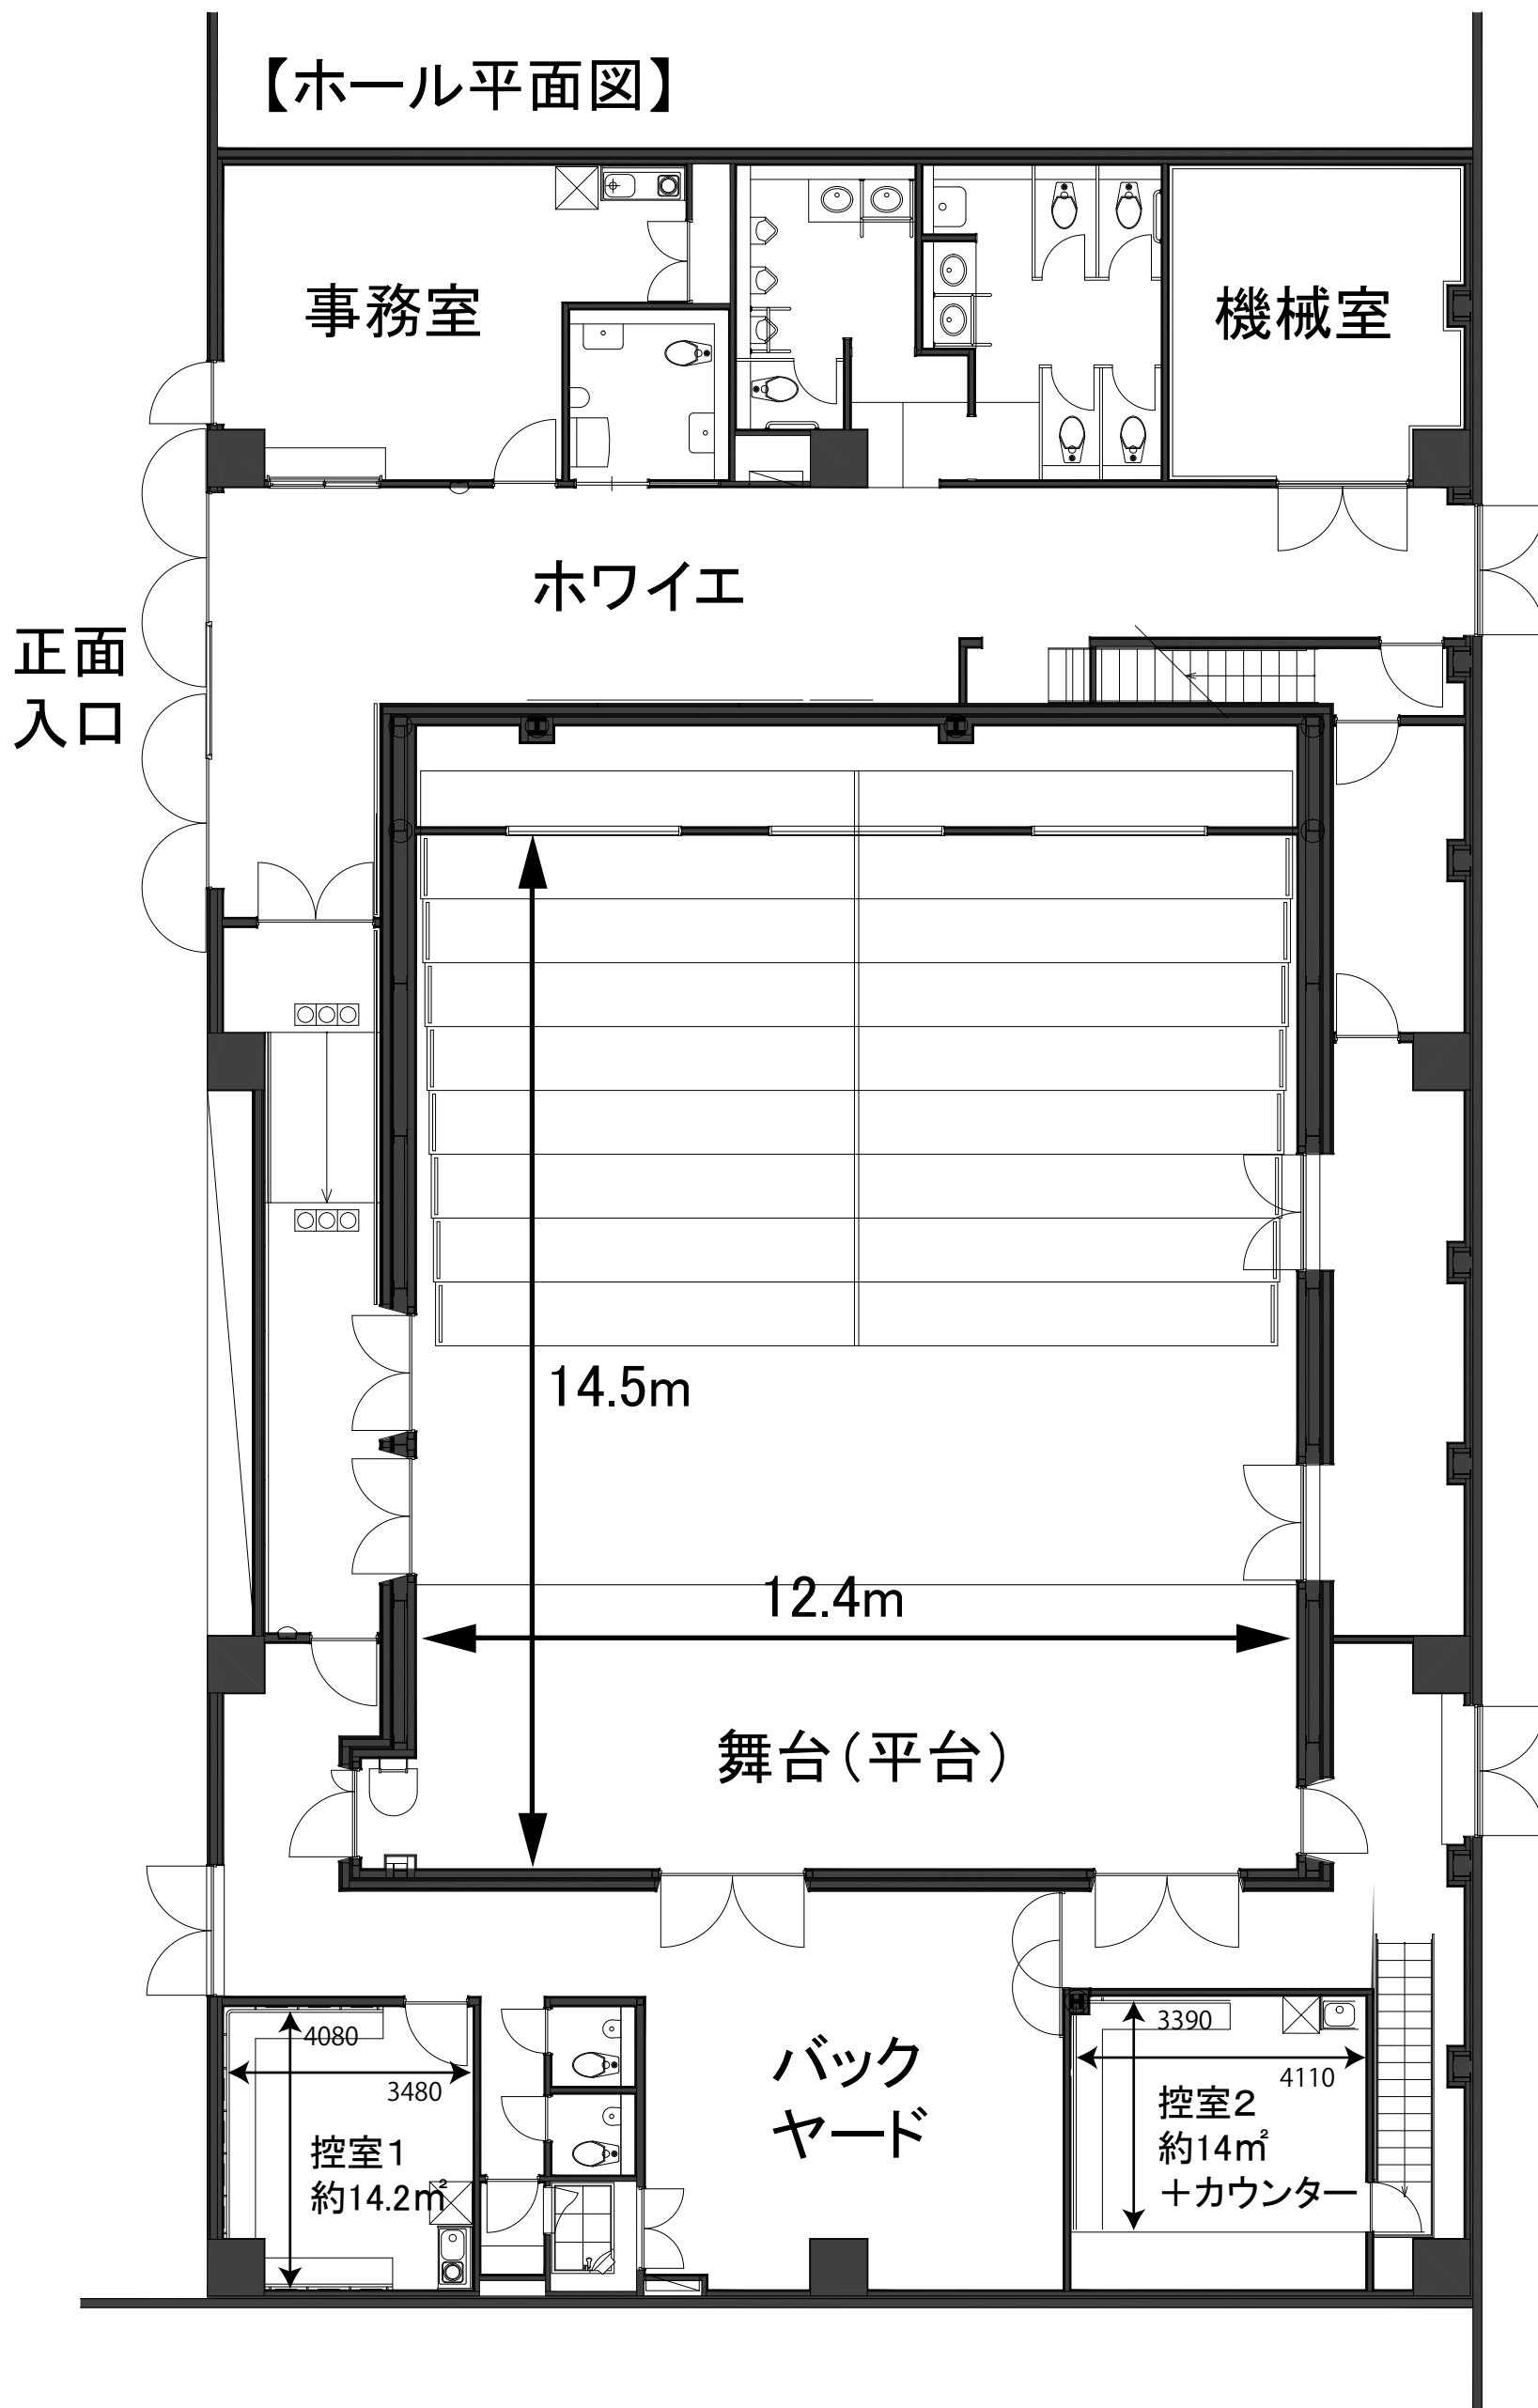 【ホール平面図】
事務室
機械室
ホワイエ
正面
入口
14.5m
12.4m
舞台(平台)
4080
3480
控室1
約14.2㎡
バック
ヤード
3390
4110
控室2
約14㎡
+カウンター